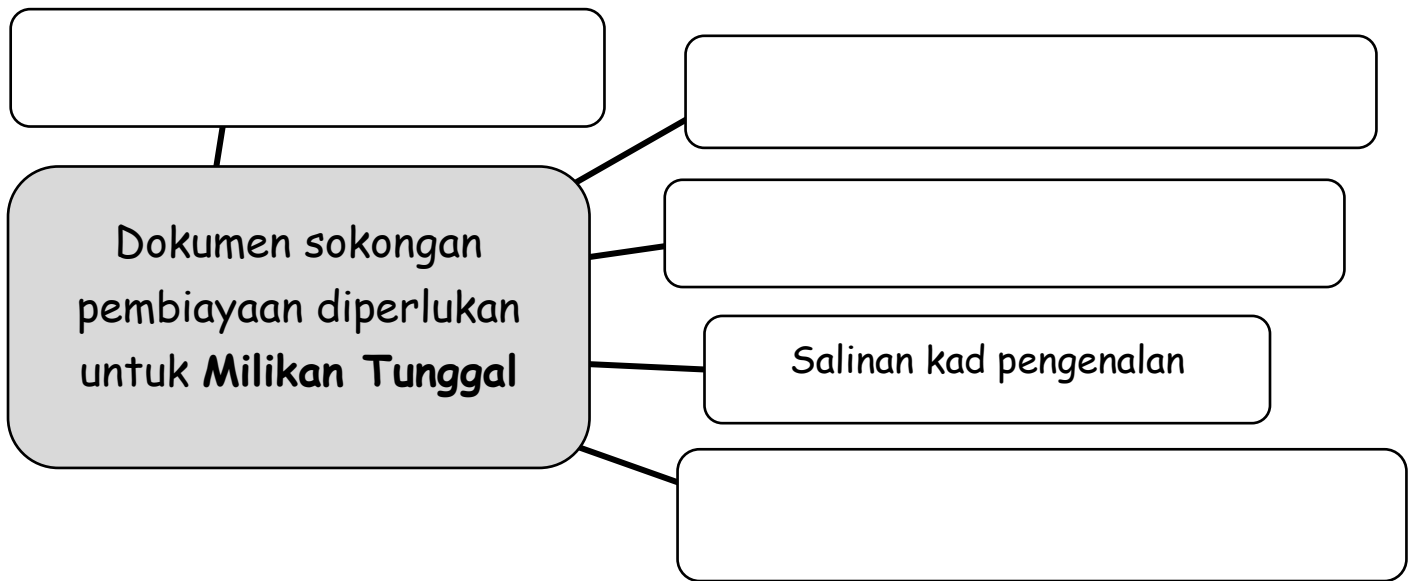 Dokumen sokongan
pembiayaan diperlukan
untuk Milikan Tunggal
Salinan kad pengenalan